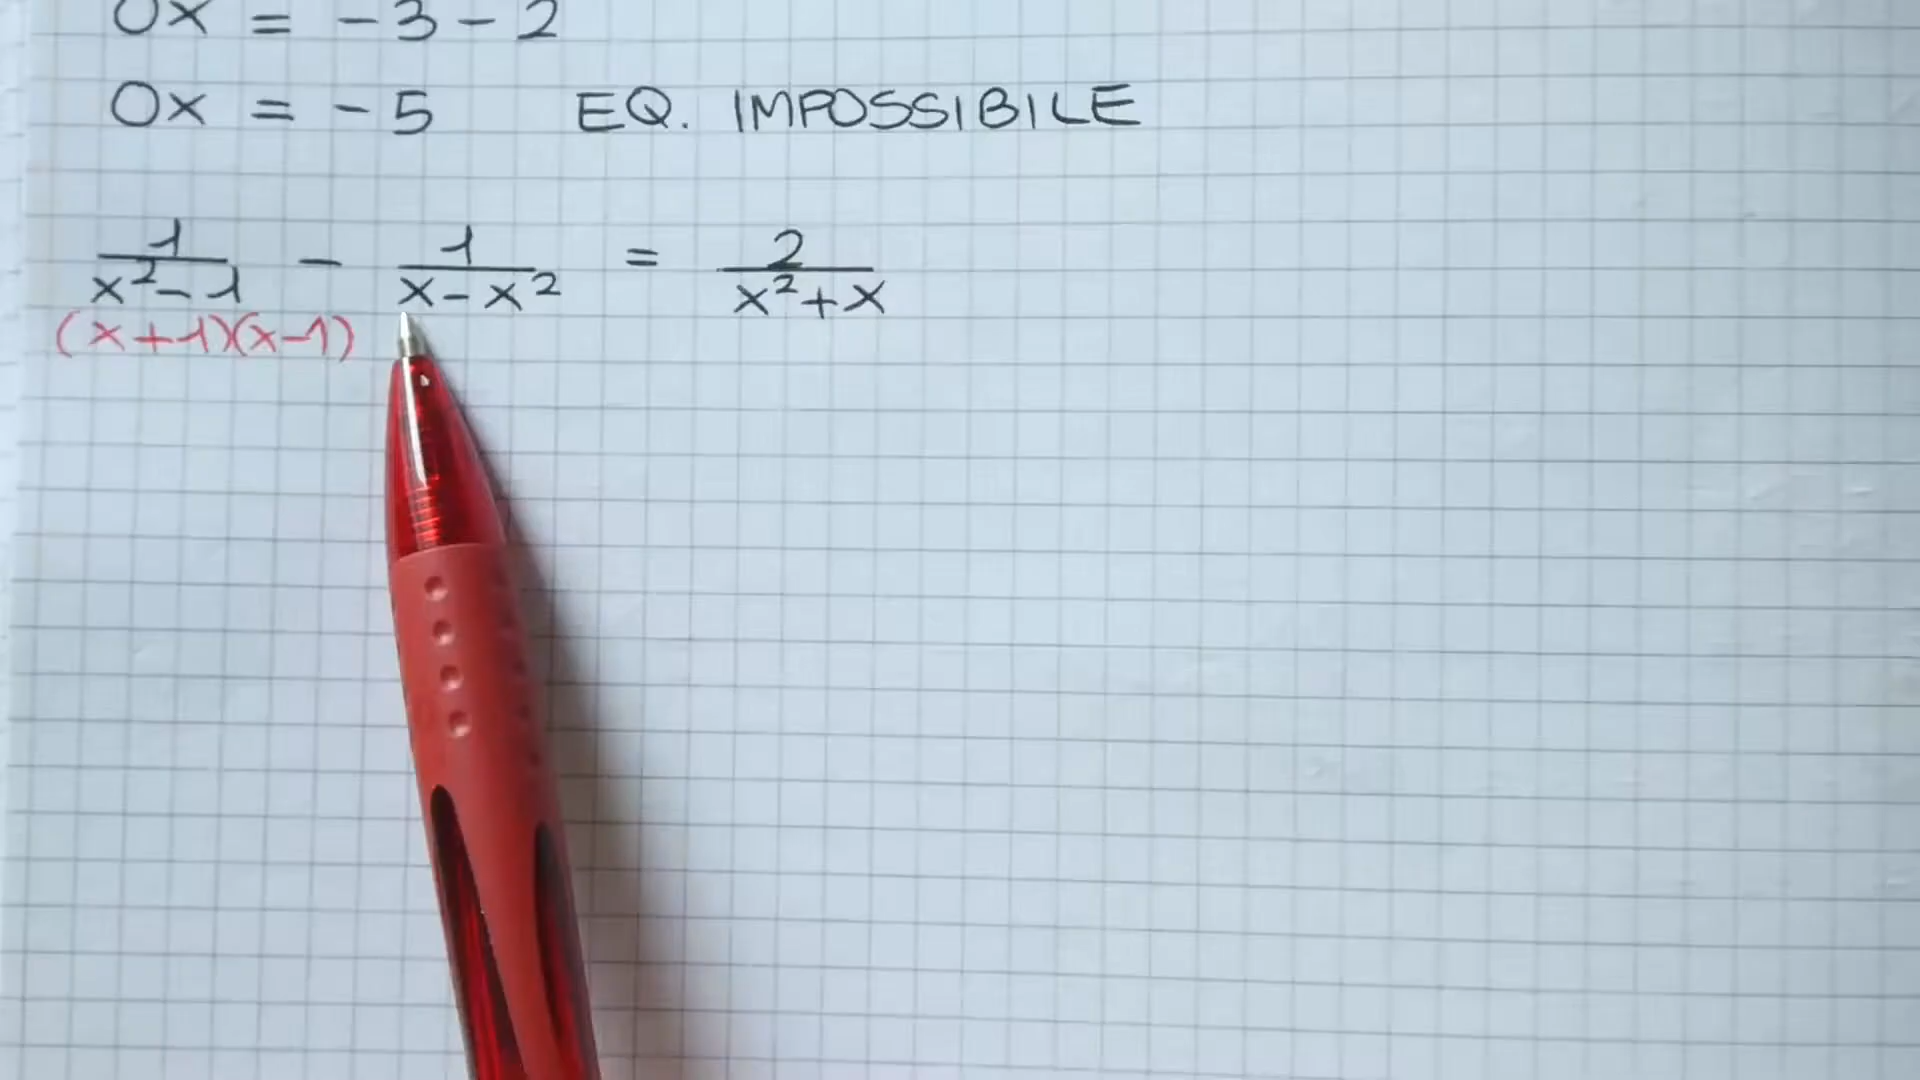 0x = -3-2
0x = -5 EQ. IMPOSSIBILE
1/(x²-1) - 1/(x-x²) = 2/(x²+x)
(x+1)(x-1)